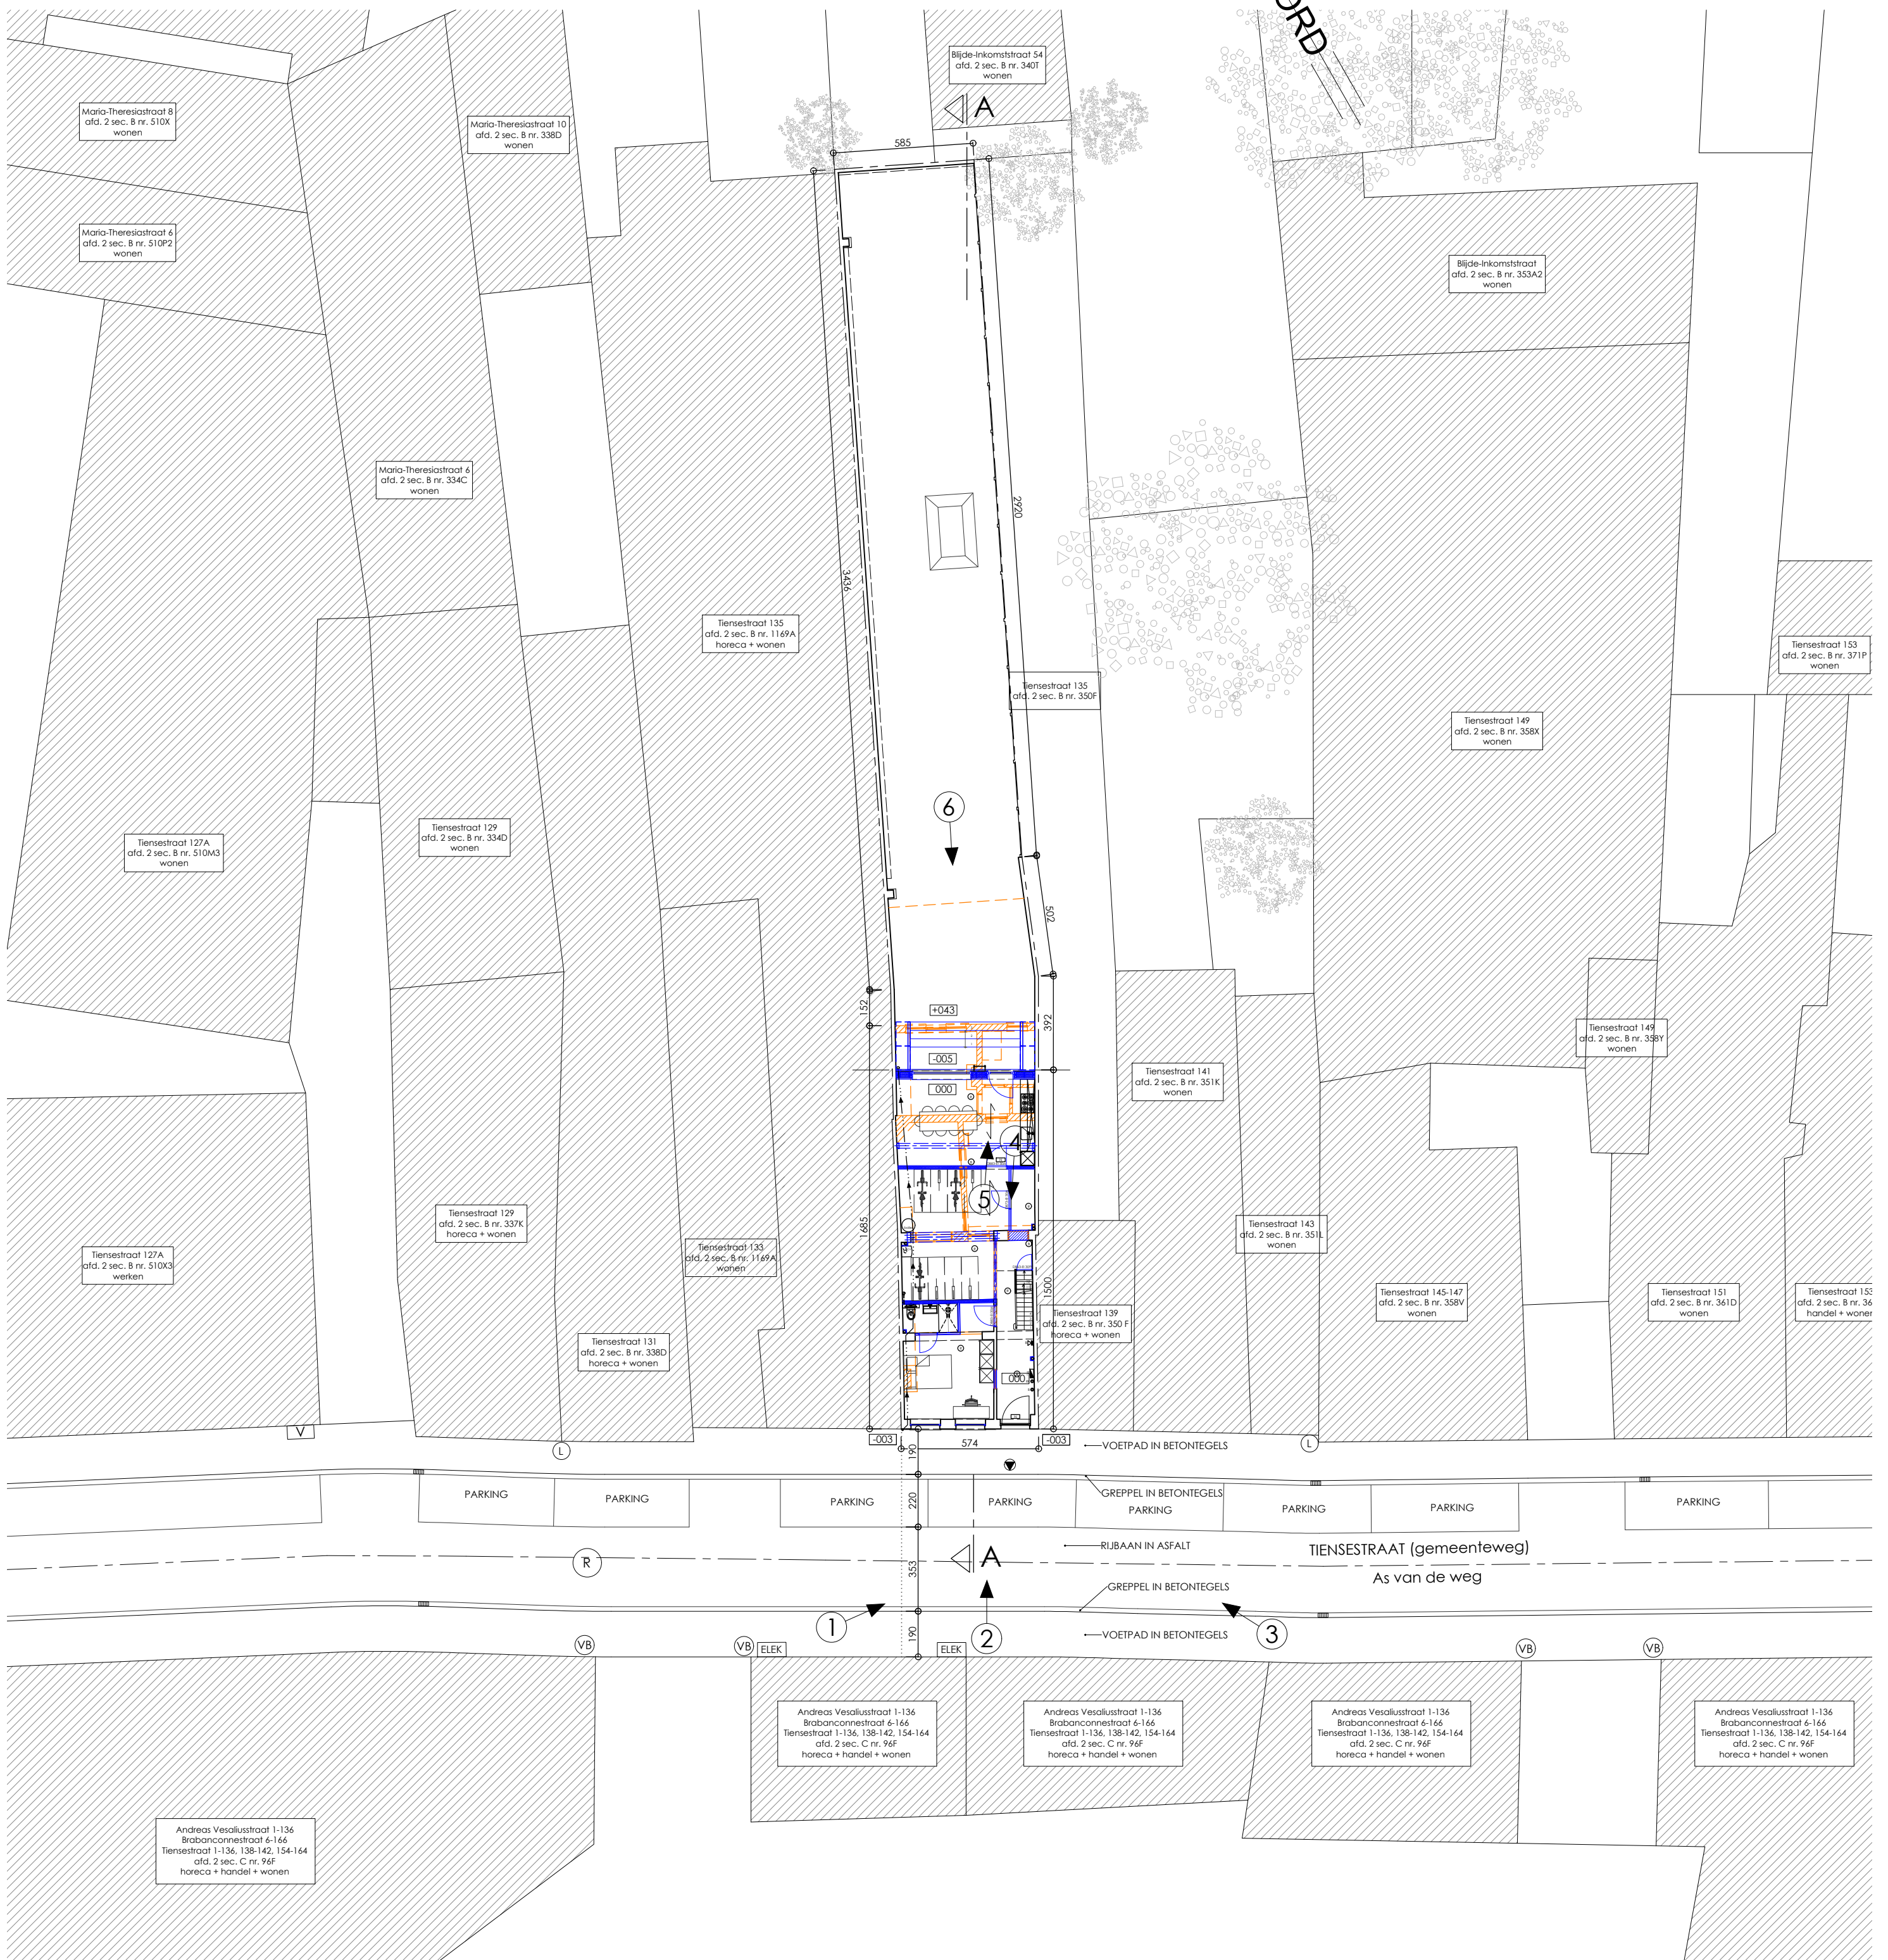 ORD
Blijde-Inkomststraat 54
afd. 2 sec. B nr. 340T
wonen
A
Maria-Theresiastraat 8
afd. 2 sec. B nr. 510X
wonen
Maria-Theresiastraat 10
afd. 2 sec. B nr. 338D
wonen
585
Maria-Theresiastraat 6
afd. 2 sec. B nr. 510P2
wonen
Blijde-Inkomststraat
afd. 2 sec. B nr. 353A2
wonen
Maria-Theresiastraat 6
afd. 2 sec. B nr. 334C
wonen
2920
3436
Tiensestraat 135
afd. 2 sec. B nr. 1169A
horeca + wonen
Tiensestraat 153
afd. 2 sec. B nr. 371P
wonen
Tiensestraat 135
afd. 2 sec. B nr. 350F
Tiensestraat 149
afd. 2 sec. B nr. 358X
wonen
6
Tiensestraat 127A
afd. 2 sec. B nr. 510M3
wonen
Tiensestraat 129
afd. 2 sec. B nr. 334D
wonen
502
152
+043
392
Tiensestraat 149
afd. 2 sec. B nr. 358Y
wonen
-005
000
Tiensestraat 141
afd. 2 sec. B nr. 351K
wonen
4
5
Tiensestraat 129
afd. 2 sec. B nr. 337K
horeca + wonen
1685
Tiensestraat 143
afd. 2 sec. B nr. 351L
wonen
Tiensestraat 127A
afd. 2 sec. B nr. 510X3
werken
Tiensestraat 133
afd. 2 sec. B nr. 1169A
wonen
1500
Tiensestraat 145-147
afd. 2 sec. B nr. 358V
wonen
Tiensestraat 151
afd. 2 sec. B nr. 361D
wonen
Tiensestraat 153
afd. 2 sec. B nr. 36
handel + wonen
Tiensestraat 139
afd. 2 sec. B nr. 350 F
horeca + wonen
Tiensestraat 131
afd. 2 sec. B nr. 338D
horeca + wonen
000
V
-003
574
-003
VOETPAD IN BETONTEGELS
L
L
190
GREPPEL IN BETONTEGELS
PARKING
PARKING
PARKING
PARKING
PARKING
PARKING
PARKING
PARKING
220
RIJBAAN IN ASFALT
TIENSESTRAAT (gemeenteweg)
As van de weg
R
353
A
GREPPEL IN BETONTEGELS
1
2
3
190
VOETPAD IN BETONTEGELS
VB
VB
ELEK
ELEK
VB
VB
Andreas Vesaliusstraat 1-136
Brabanconnestraat 6-166
Tiensestraat 1-136, 138-142, 154-164
afd. 2 sec. C nr. 96F
horeca + handel + wonen
Andreas Vesaliusstraat 1-136
Brabanconnestraat 6-166
Tiensestraat 1-136, 138-142, 154-164
afd. 2 sec. C nr. 96F
horeca + handel + wonen
Andreas Vesaliusstraat 1-136
Brabanconnestraat 6-166
Tiensestraat 1-136, 138-142, 154-164
afd. 2 sec. C nr. 96F
horeca + handel + wonen
Andreas Vesaliusstraat 1-136
Brabanconnestraat 6-166
Tiensestraat 1-136, 138-142, 154-164
afd. 2 sec. C nr. 96F
horeca + handel + wonen
Andreas Vesaliusstraat 1-136
Brabanconnestraat 6-166
Tiensestraat 1-136, 138-142, 154-164
afd. 2 sec. C nr. 96F
horeca + handel + wonen